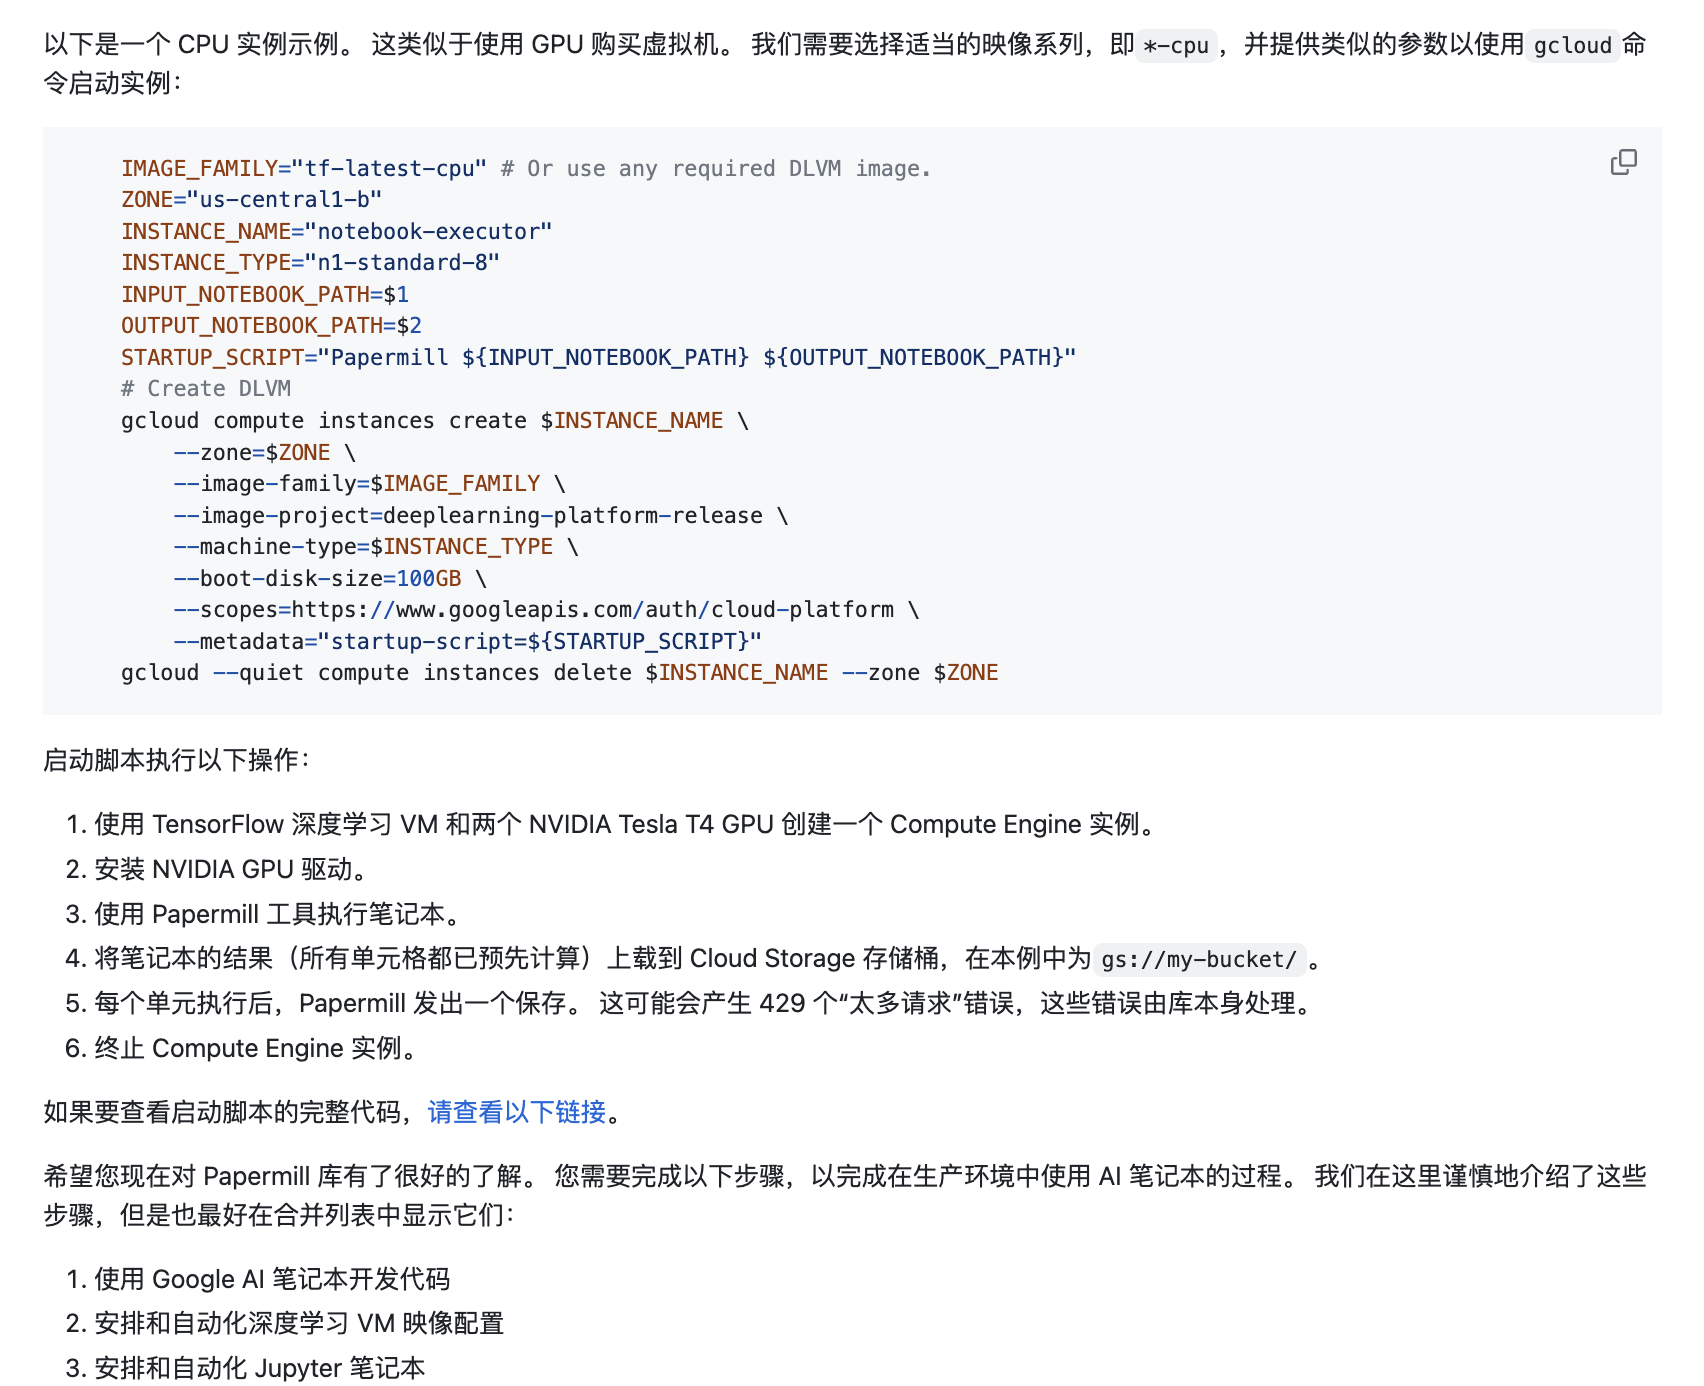 以下是一个 CPU 实例示例。 这类似于使用 GPU 购买虚拟机。 我们需要选择适当的映像系列，即*-cpu，并提供类似的参数以使用gcloud命
令启动实例：
IMAGE_FAMILY="tf-latest-cpu" # Or use any required DLVM image.
ZONE="us-central1-b"
INSTANCE_NAME="notebook-executor"
INSTANCE_TYPE="n1-standard-8"
INPUT_NOTEBOOK_PATH=$1
OUTPUT_NOTEBOOK_PATH=$2
STARTUP_SCRIPT="Papermill ${INPUT_NOTEBOOK_PATH} ${OUTPUT_NOTEBOOK_PATH}"
# Create DLVM
gcloud compute instances create $INSTANCE_NAME \
--zone=$ZONE \
--image-family=$IMAGE_FAMILY \
--image-project=deeplearning-platform-release \
--machine-type=$INSTANCE_TYPE \
--boot-disk-size=100GB \
--scopes=https://www.googleapis.com/auth/cloud-platform \
--metadata="startup-script=${STARTUP_SCRIPT}"
gcloud --quiet compute instances delete $INSTANCE_NAME --zone $ZONE
启动脚本执行以下操作：
1. 使用 TensorFlow 深度学习 VM 和两个 NVIDIA Tesla T4 GPU 创建一个 Compute Engine 实例。
2. 安装 NVIDIA GPU 驱动。
3. 使用 Papermill 工具执行笔记本。
4. 将笔记本的结果（所有单元格都已预先计算）上载到 Cloud Storage 存储桶，在本例中为gs://my-bucket/。
5. 每个单元执行后，Papermill 发出一个保存。 这可能会产生 429 个“太多请求”错误，这些错误由库本身处理。
6. 终止 Compute Engine 实例。
如果要查看启动脚本的完整代码，请查看以下链接。
希望您现在对 Papermill 库有了很好的了解。 您需要完成以下步骤，以完成在生产环境中使用 AI 笔记本的过程。 我们在这里谨慎地介绍了这些
步骤，但是也最好在合并列表中显示它们：
1. 使用 Google AI 笔记本开发代码
2. 安排和自动化深度学习 VM 映像配置
3. 安排和自动化 Jupyter 笔记本